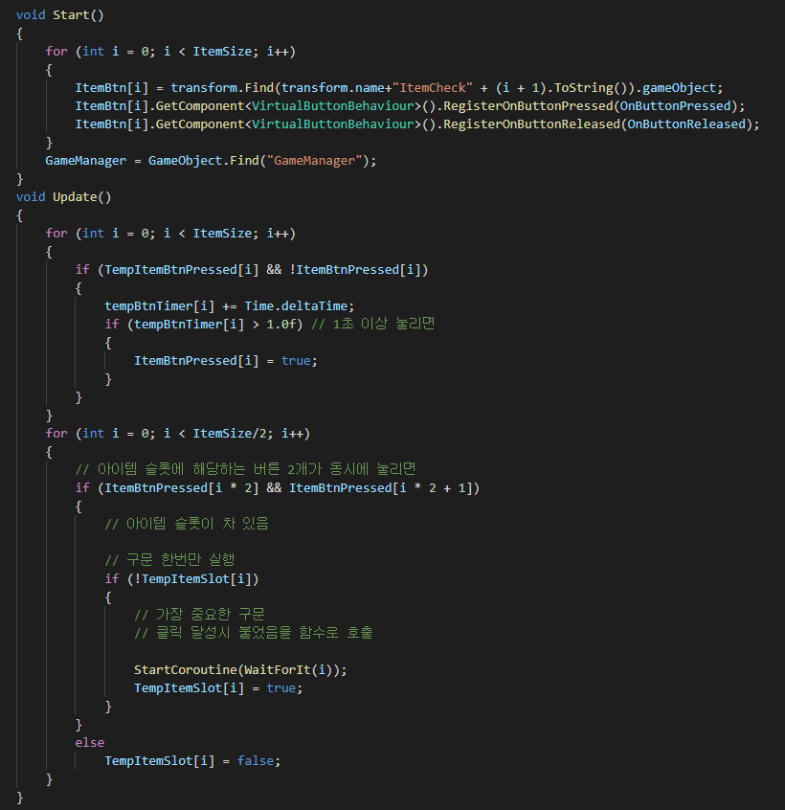 void Start()
{
for (int i = 0; i < ItemSize; i++)
{
ItemBtn[i] = transform.Find(transform.name+"ItemCheck" + (i + 1).ToString()).gameObject;
ItemBtn[i].GetComponent<VirtualButtonBehaviour>().RegisterOnButtonPressed(OnButtonPressed);
ItemBtn[i].GetComponent<VirtualButtonBehaviour>().RegisterOnButtonReleased(OnButtonReleased);
}
GameManager = GameObject.Find("GameManager");
}
void Update()
{
for (int i = 0; i < ItemSize; i++)
{
if (TempItemBtnPressed[i] && !ItemBtnPressed[i])
{
tempBtnTimer[i] += Time.deltaTime;
if (tempBtnTimer[i] > 1.0f) // 1초 이상 눌리면
{
ItemBtnPressed[i] = true;
}
}
}
for (int i = 0; i < ItemSize/2; i++)
{
// 아이템 슬롯에 해당하는 버튼 2개가 동시에 눌리면
if (ItemBtnPressed[i * 2] && ItemBtnPressed[i * 2 + 1])
{
// 아이템 슬롯이 차 있음
// 구문 한번만 실행
if (!TempItemSlot[i])
{
// 가장 중요한 구문
// 클릭 달성시 붙었음을 함수로 호출
StartCoroutine(WaitForIt(i));
TempItemSlot[i] = true;
}
}
else
TempItemSlot[i] = false;
}
}